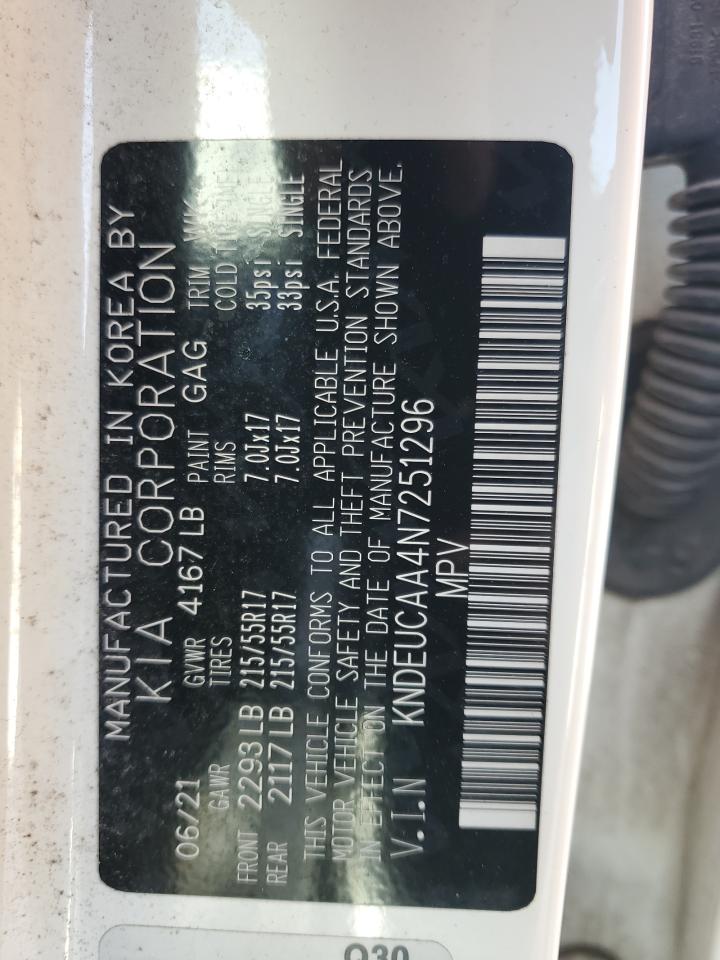 MANUFACTURED IN KOREA BY
KIA CORPORATION
06/21 GVWR 4167 LB PAINT GAG TRIM WK
GAWR TIRES RIMS COLD TIRE INF
FRONT 2293 LB 215/55R17 7.0Jx17 35psi SINGLE
REAR 2117 LB 215/55R17 7.0Jx17 33psi SINGLE
THIS VEHICLE CONFORMS TO ALL APPLICABLE U.S.A. FEDERAL
MOTOR VEHICLE SAFETY AND THEFT PREVENTION STANDARDS
IN EFFECT ON THE DATE OF MANUFACTURE SHOWN ABOVE.
V.I.N KNDEUCAA4N7251296
MPV
Q30